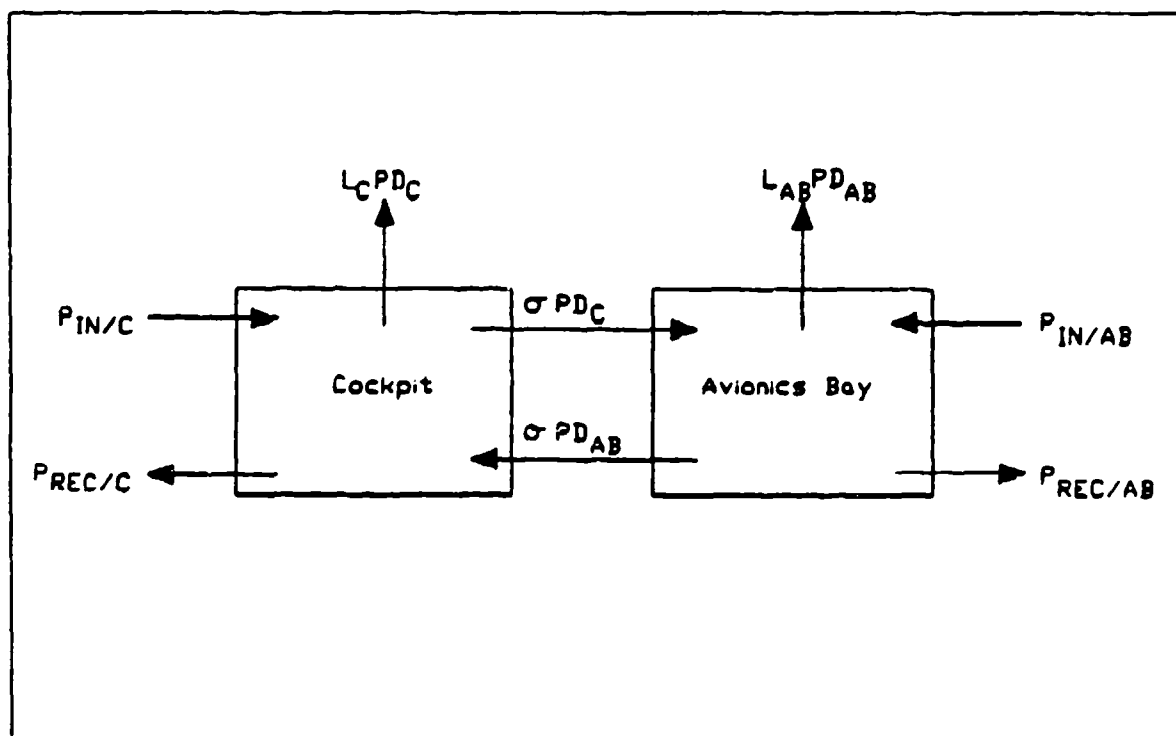 L_C PD_C
L_AB PD_AB
P_IN/C
σ PD_C
P_IN/AB
Cockpit
Avionics Bay
σ PD_AB
P_REC/C
P_REC/AB